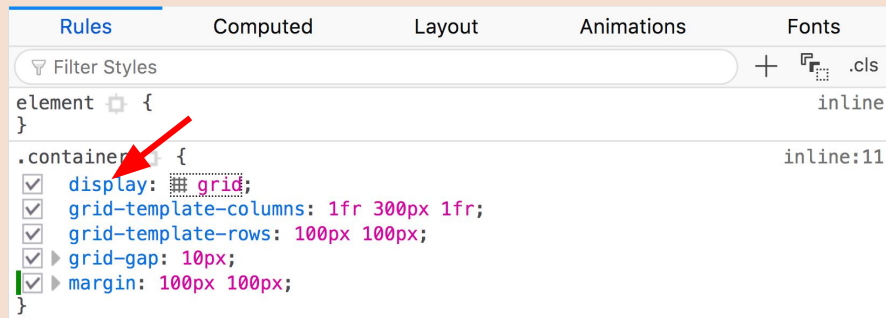 Rules Computed Layout Animations Fonts
Filter Styles .cls
element { inline
}
.container { inline:11
display: grid;
grid-template-columns: 1fr 300px 1fr;
grid-template-rows: 100px 100px;
grid-gap: 10px;
margin: 100px 100px;
}